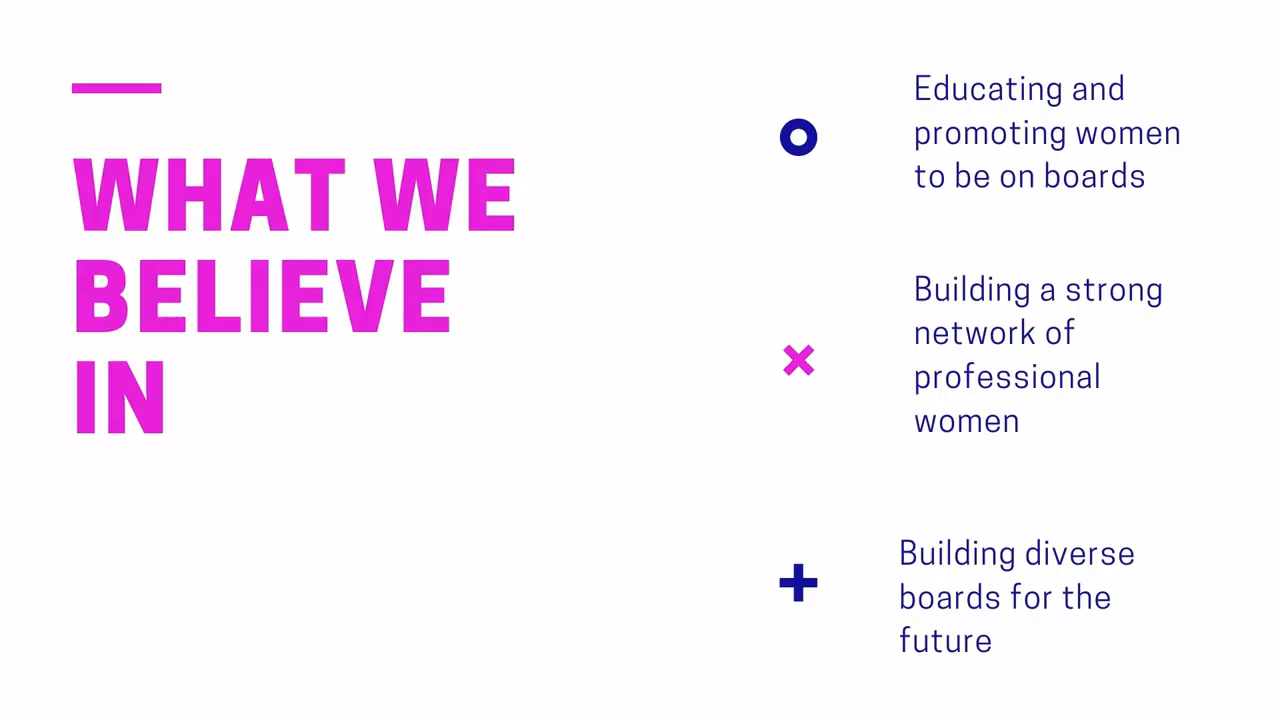 WHAT WE
BELIEVE
IN
Educating and
promoting women
to be on boards
Building a strong
network of
professional
women
Building diverse
boards for the
future